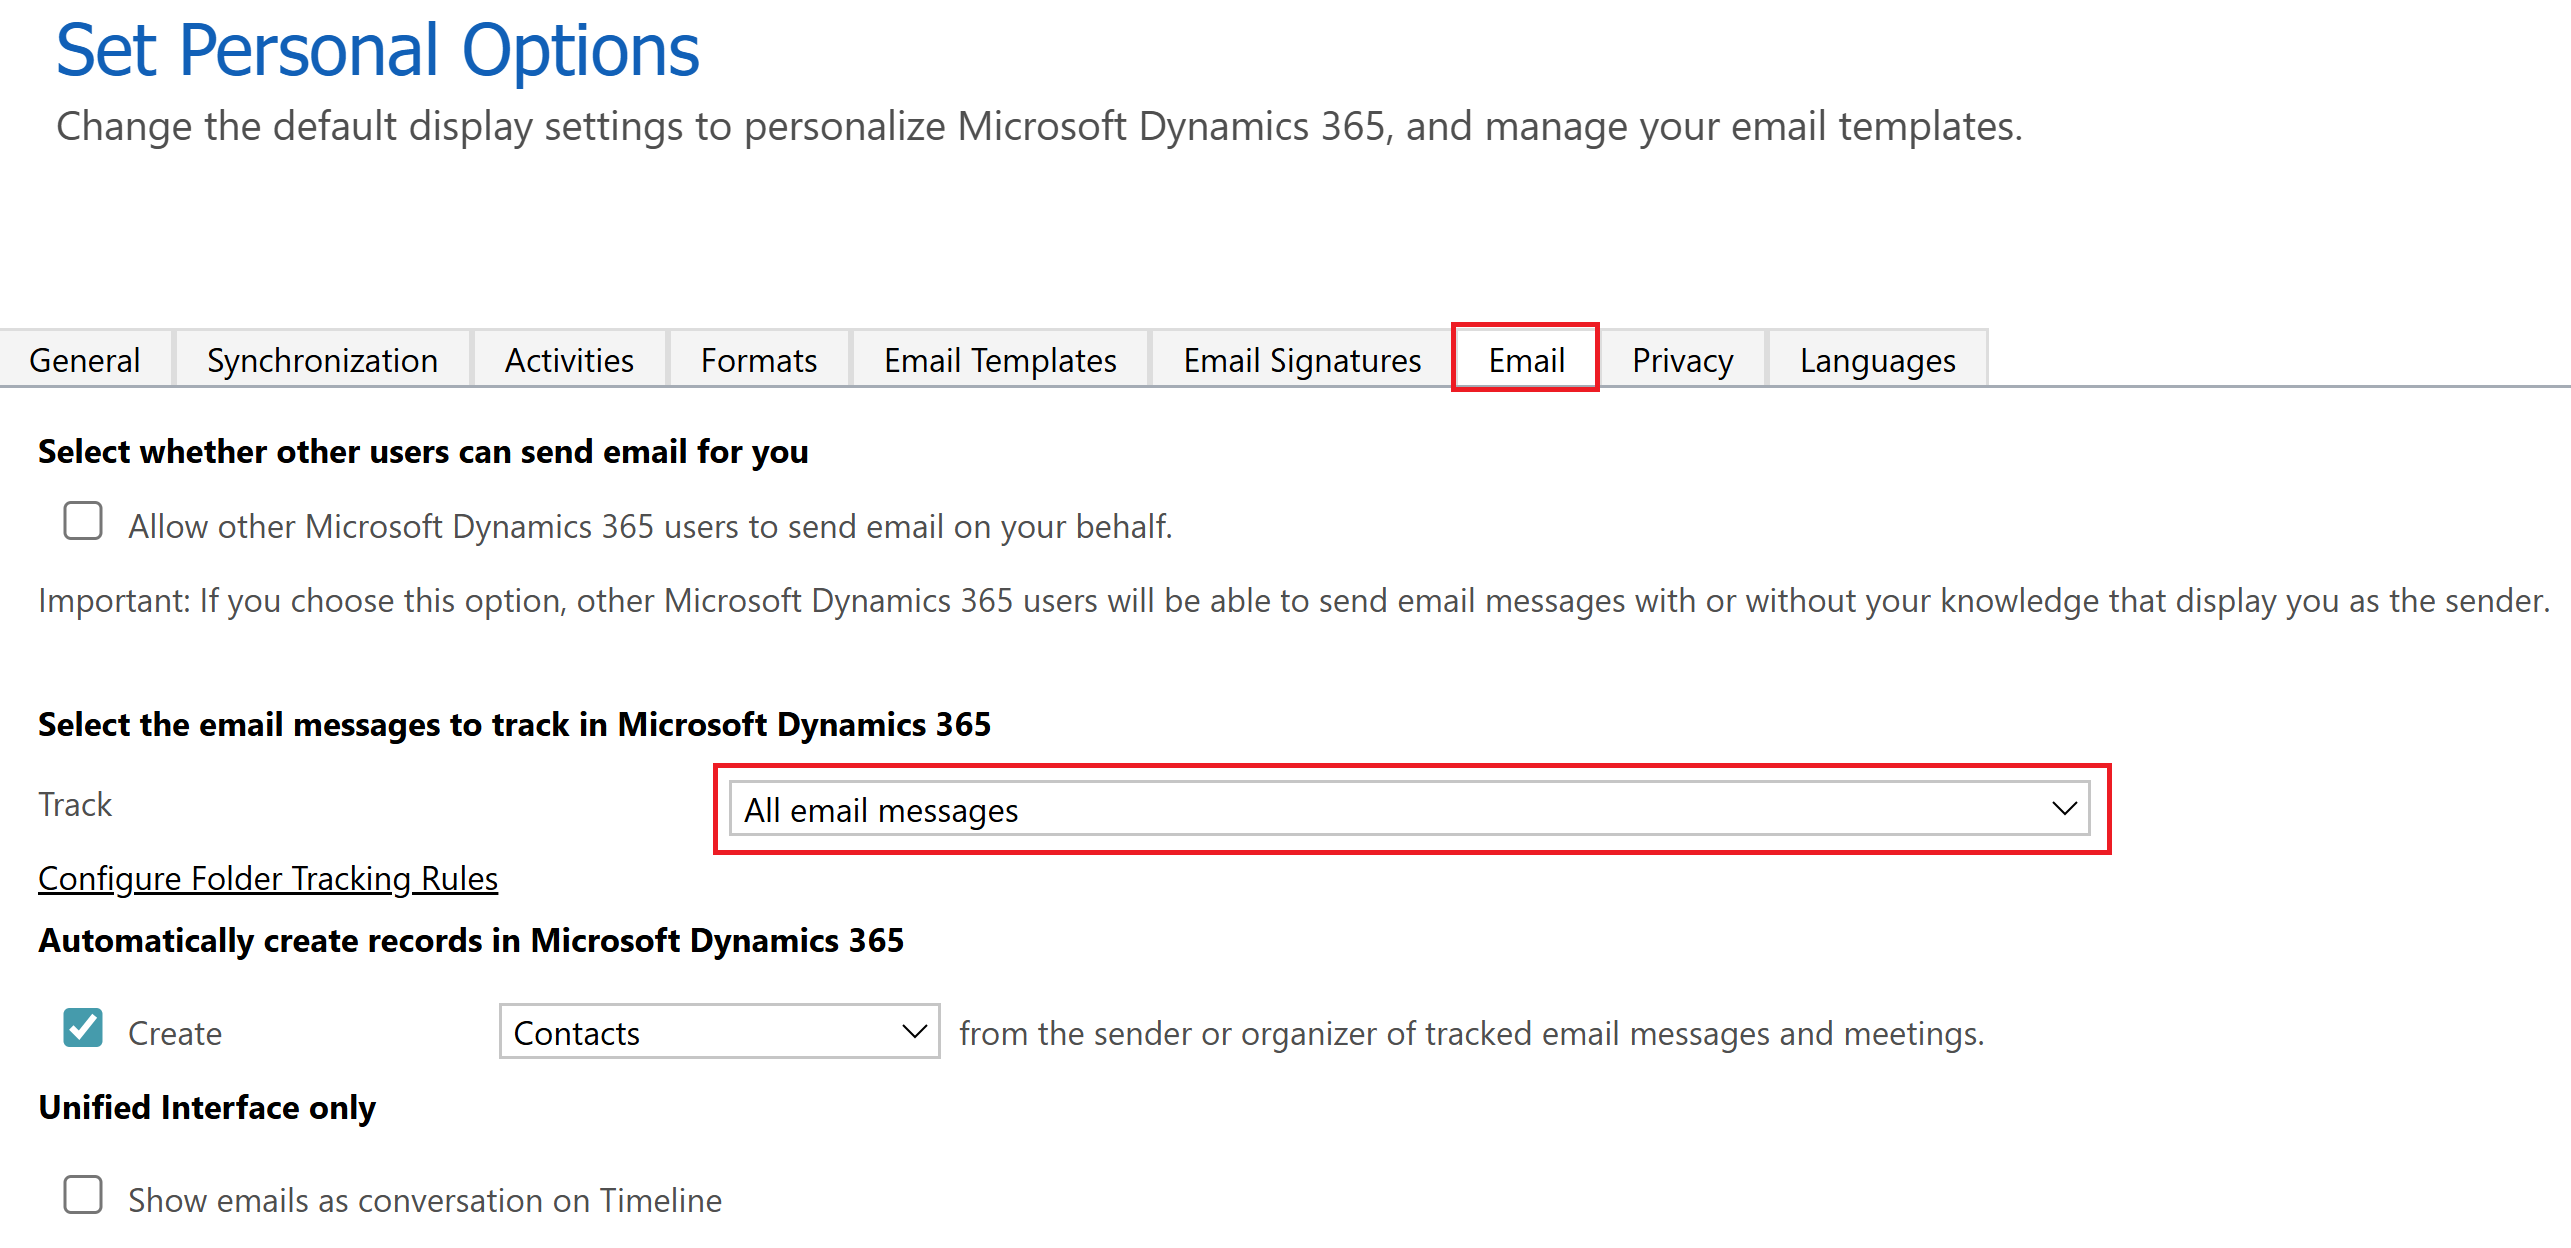 Set Personal Options
Change the default display settings to personalize Microsoft Dynamics 365, and manage your email templates.
General Synchronization Activities Formats Email Templates Email Signatures Email Privacy Languages
Select whether other users can send email for you
Allow other Microsoft Dynamics 365 users to send email on your behalf.
Important: If you choose this option, other Microsoft Dynamics 365 users will be able to send email messages with or without your knowledge that display you as the sender.
Select the email messages to track in Microsoft Dynamics 365
Track All email messages
Configure Folder Tracking Rules
Automatically create records in Microsoft Dynamics 365
Create Contacts from the sender or organizer of tracked email messages and meetings.
Unified Interface only
Show emails as conversation on Timeline